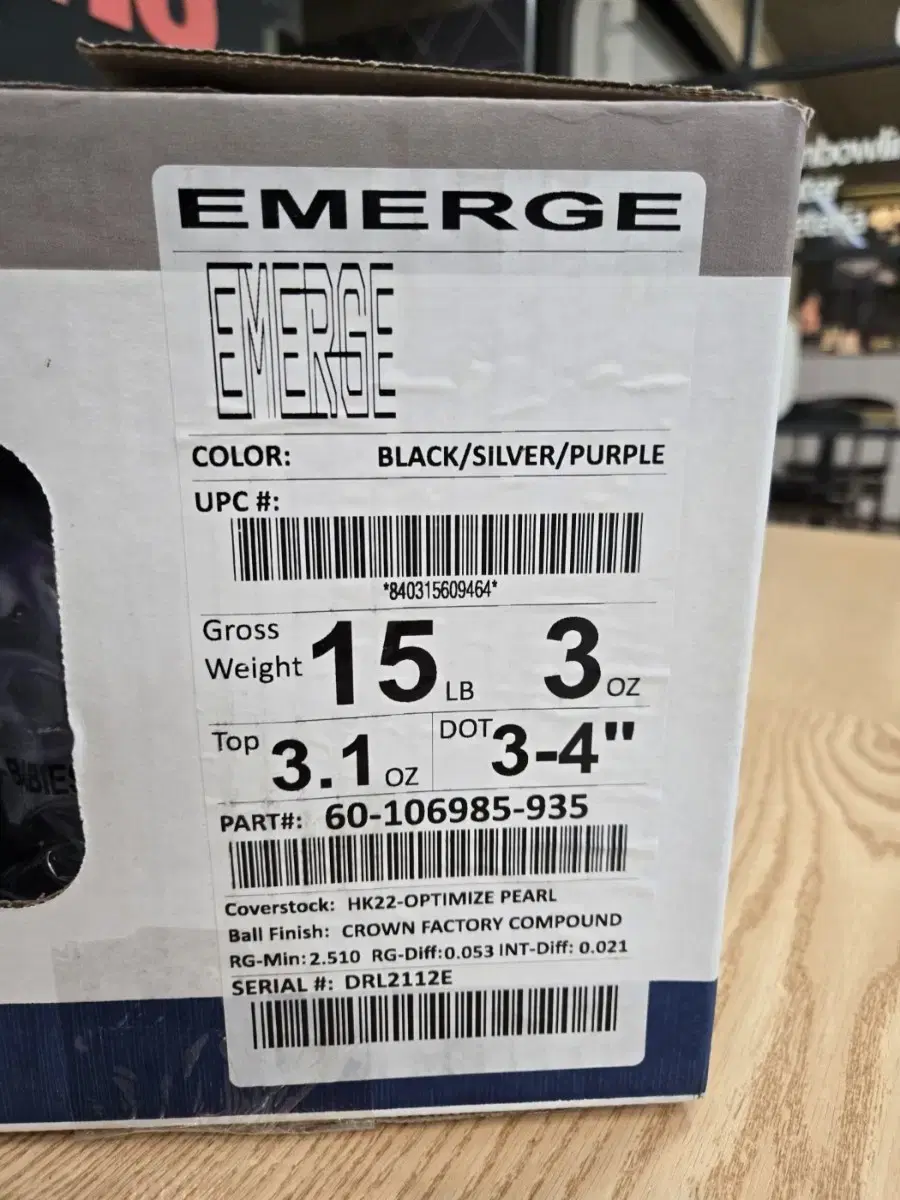 EMERGE
EMERGE
COLOR: BLACK/SILVER/PURPLE
UPC #:
*840315609464*
Gross Weight 15 LB 3 OZ
Top 3.1 OZ DOT 3-4"
PART#: 60-106985-935
Coverstock: HK22-OPTIMIZE PEARL
Ball Finish: CROWN FACTORY COMPOUND
RG-Min: 2.510 RG-Diff: 0.053 INT-Diff: 0.021
SERIAL #: DRL2112E